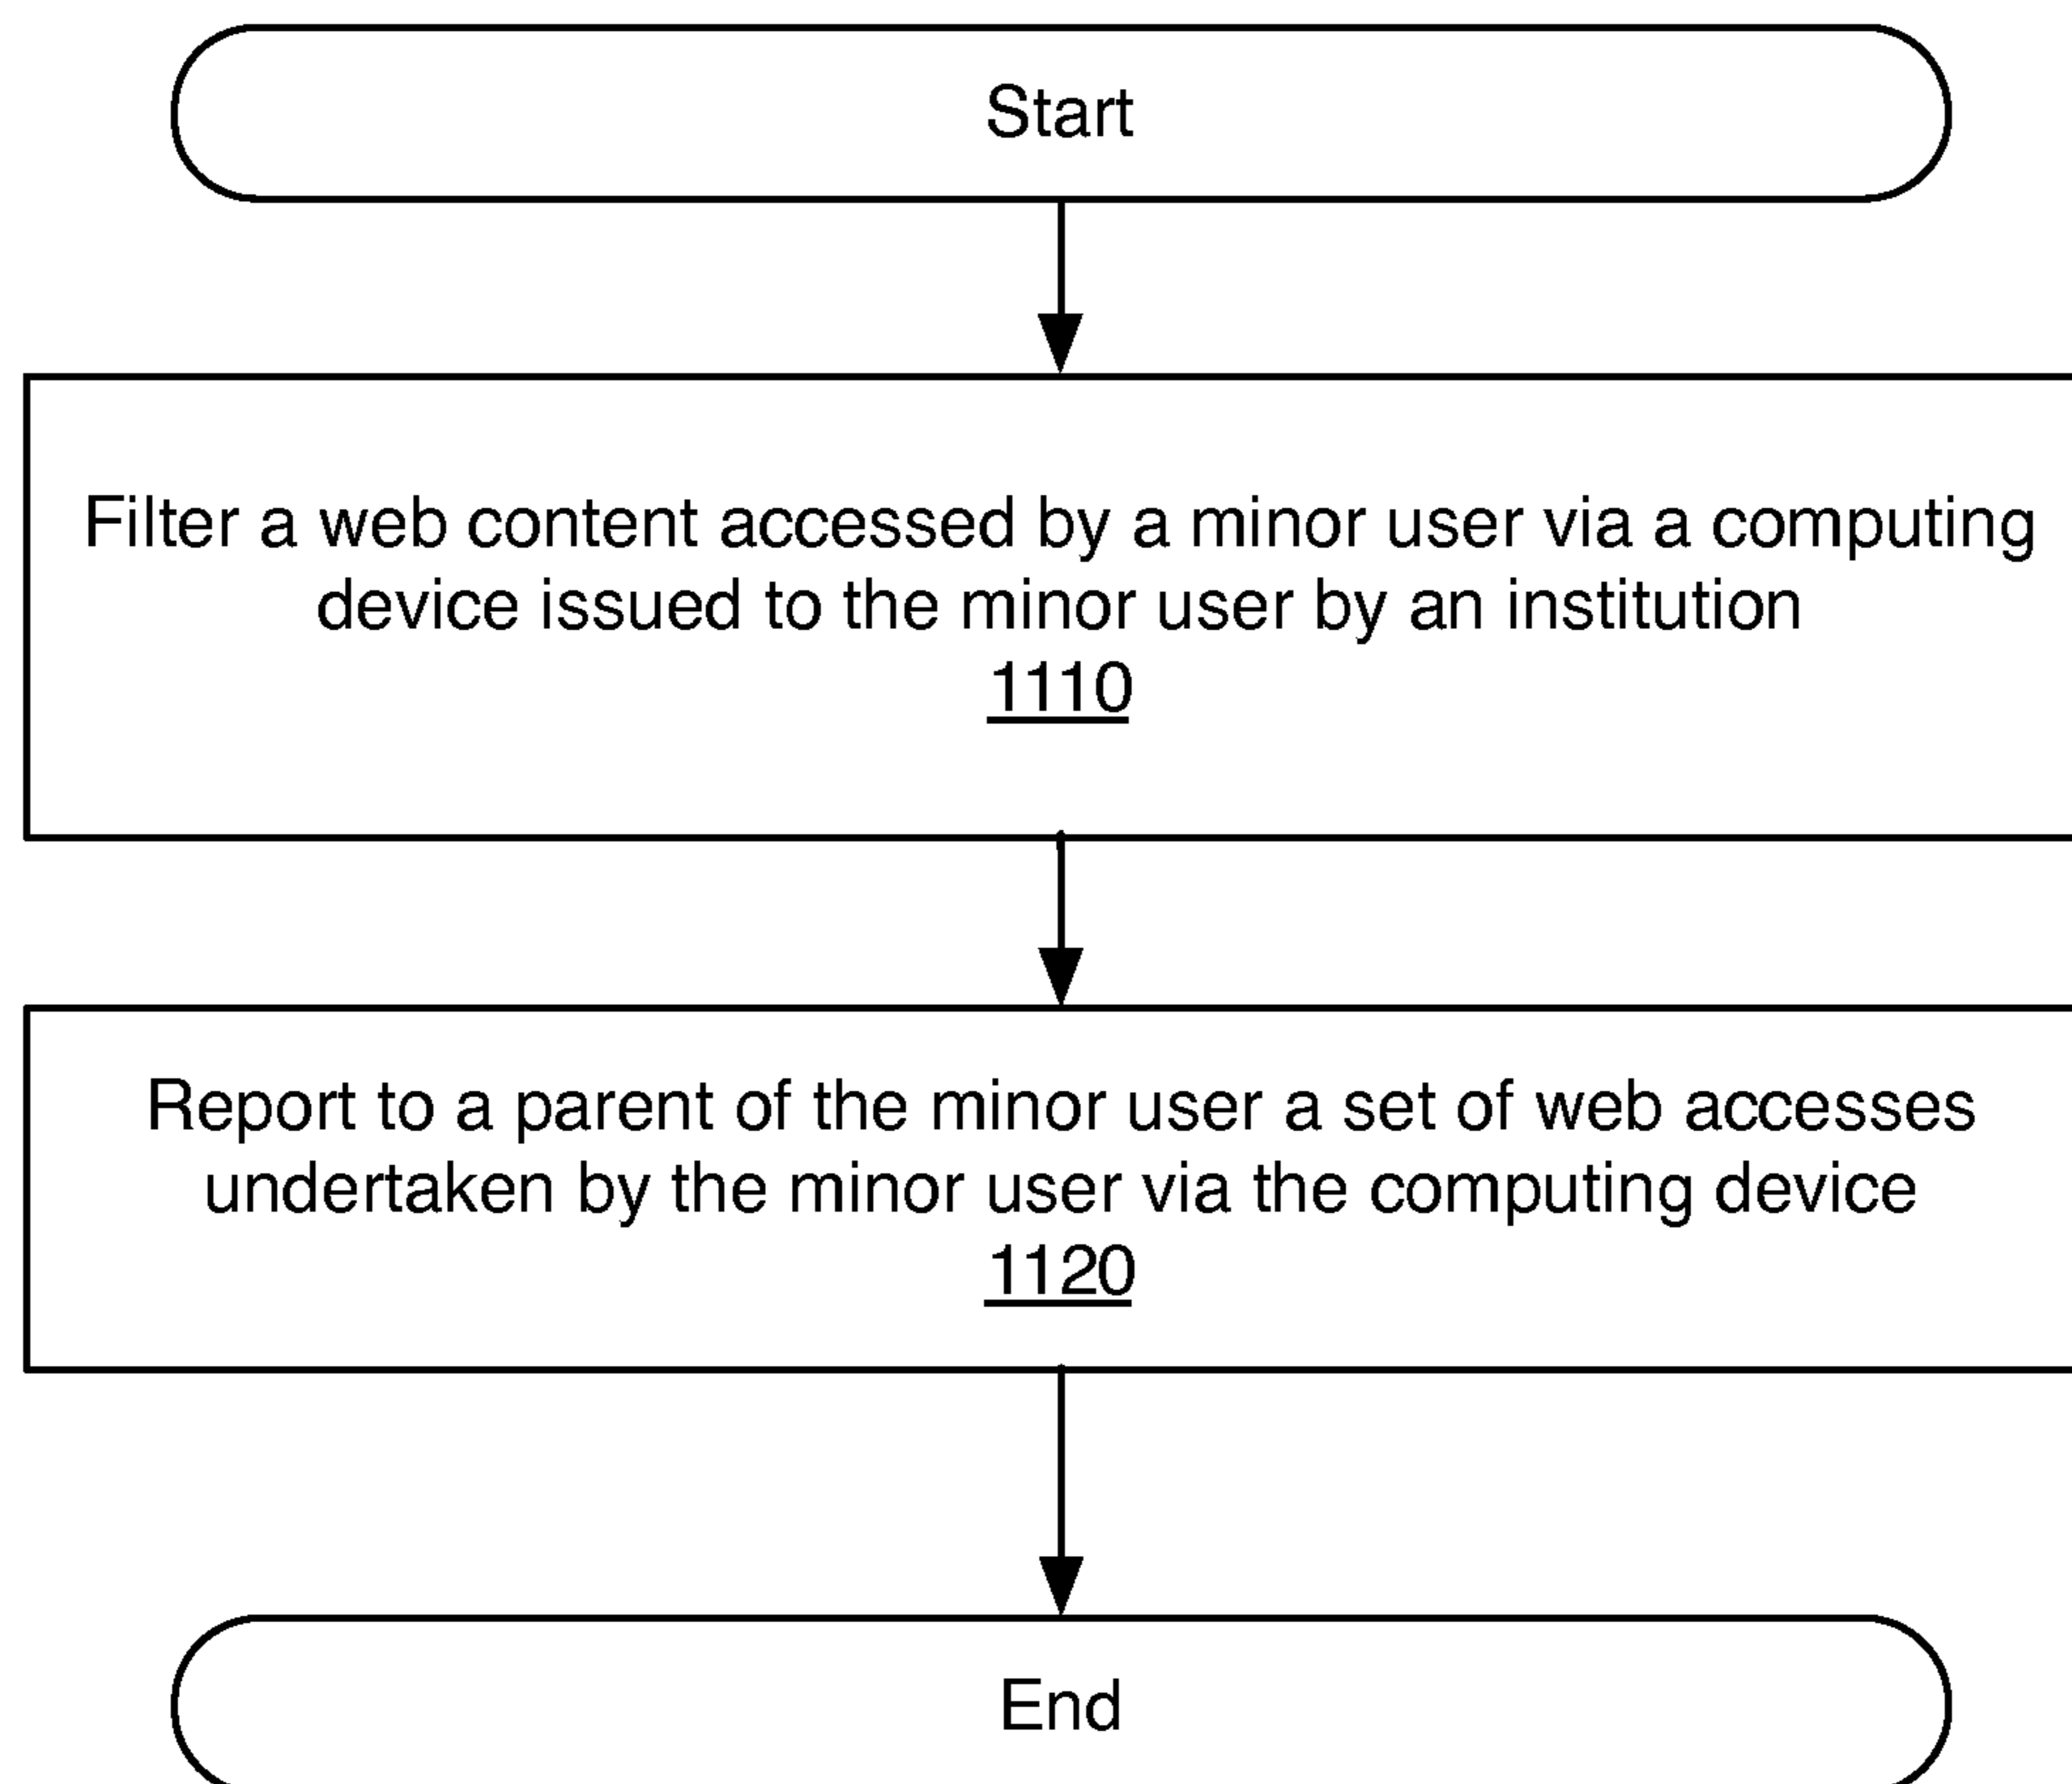 Start
Filter a web content accessed by a minor user via a computing
device issued to the minor user by an institution
1110
Report to a parent of the minor user a set of web accesses
undertaken by the minor user via the computing device
1120
End